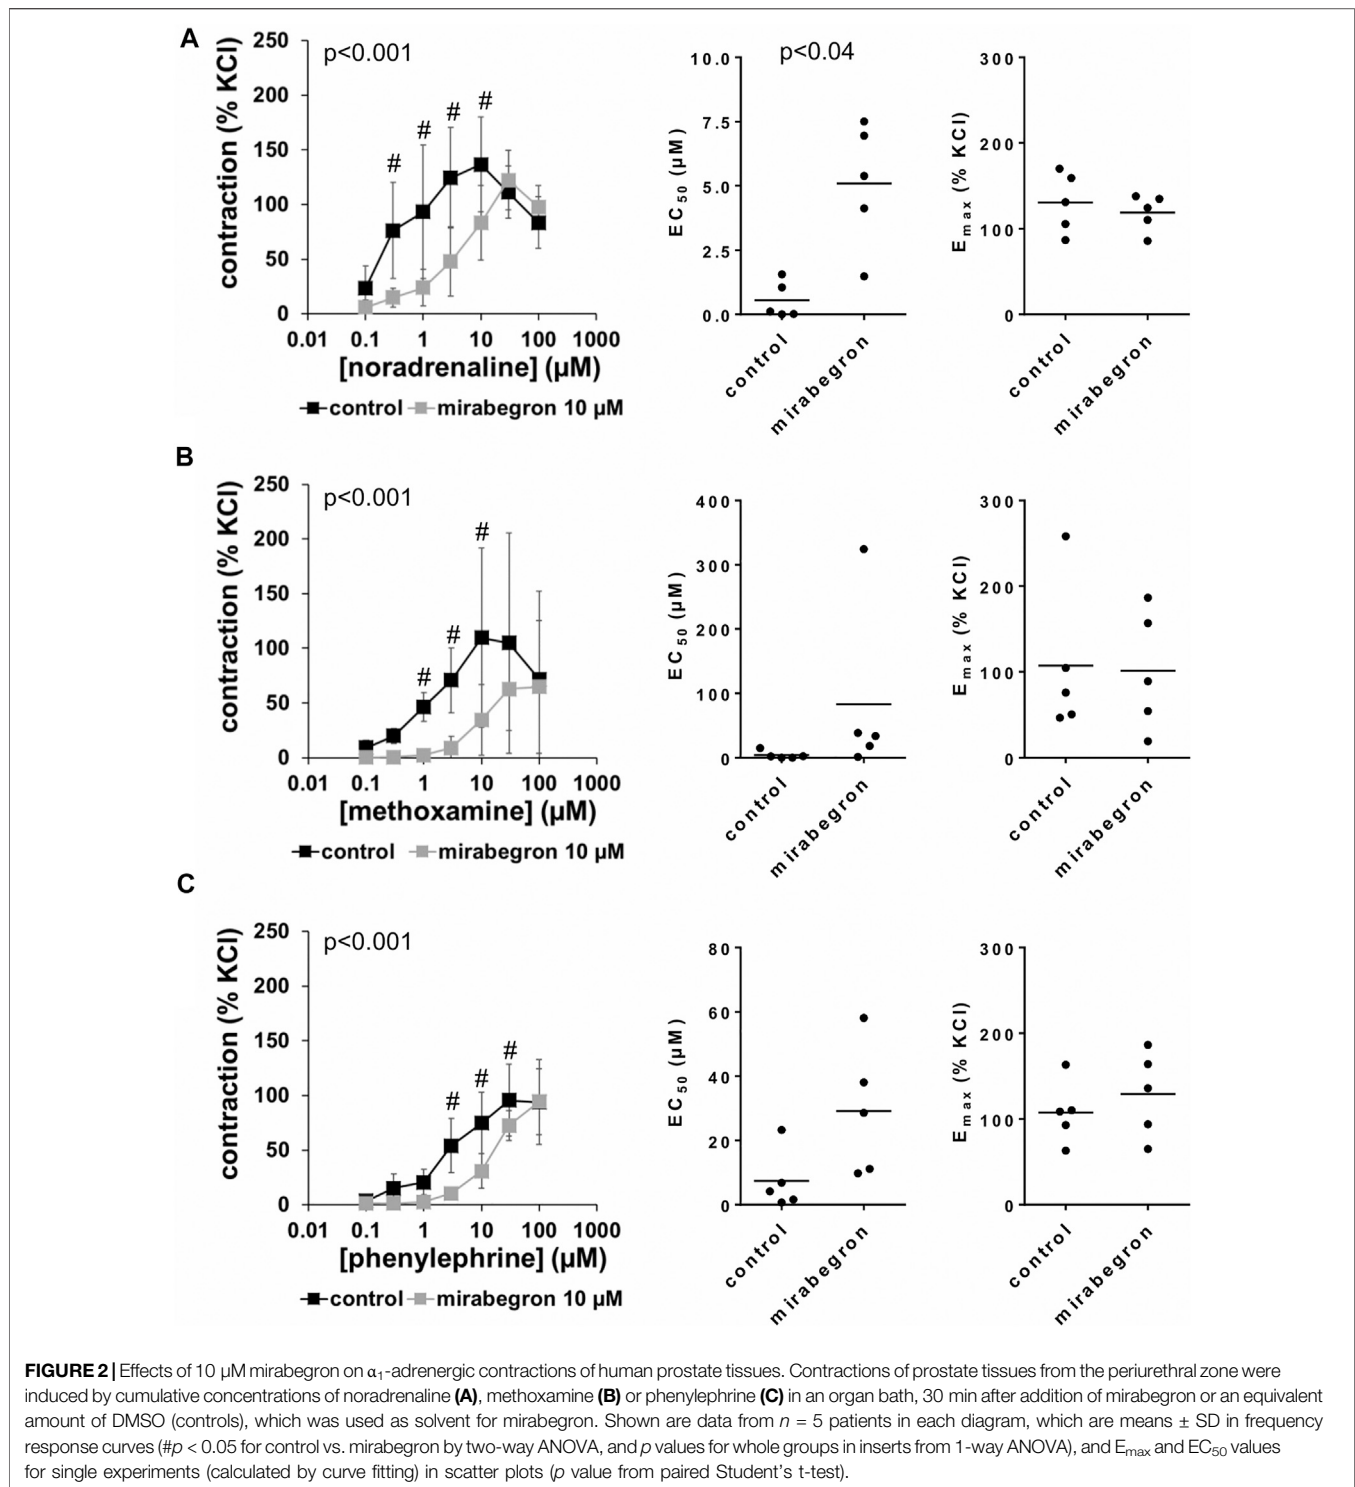 A
250
200
150
100
50
0
contraction (% KCl)
p<0.001
# # # #
0.01 0.1 1 10 100 1000
[noradrenaline] (µM)
control mirabegron 10 µM
p<0.04
10.0
7.5
5.0
2.5
0.0
EC50 (µM)
control
mirabegron
300
200
100
0
Emax (% KCl)
control
mirabegron
B
250
200
150
100
50
0
contraction (% KCl)
p<0.001
# # #
0.01 0.1 1 10 100 1000
[methoxamine] (µM)
control mirabegron 10 µM
400
300
200
100
0
EC50 (µM)
control
mirabegron
300
200
100
0
Emax (% KCl)
control
mirabegron
C
250
200
150
100
50
0
contraction (% KCl)
p<0.001
# # #
0.01 0.1 1 10 100 1000
[phenylephrine] (µM)
control mirabegron 10 µM
80
60
40
20
0
EC50 (µM)
control
mirabegron
300
200
100
0
Emax (% KCl)
control
mirabegron
FIGURE 2 | Effects of 10 µM mirabegron on α1-adrenergic contractions of human prostate tissues. Contractions of prostate tissues from the periurethral zone were
induced by cumulative concentrations of noradrenaline (A), methoxamine (B) or phenylephrine (C) in an organ bath, 30 min after addition of mirabegron or an equivalent
amount of DMSO (controls), which was used as solvent for mirabegron. Shown are data from n = 5 patients in each diagram, which are means ± SD in frequency
response curves (#p < 0.05 for control vs. mirabegron by two-way ANOVA, and p values for whole groups in inserts from 1-way ANOVA), and Emax and EC50 values
for single experiments (calculated by curve fitting) in scatter plots (p value from paired Student's t-test).